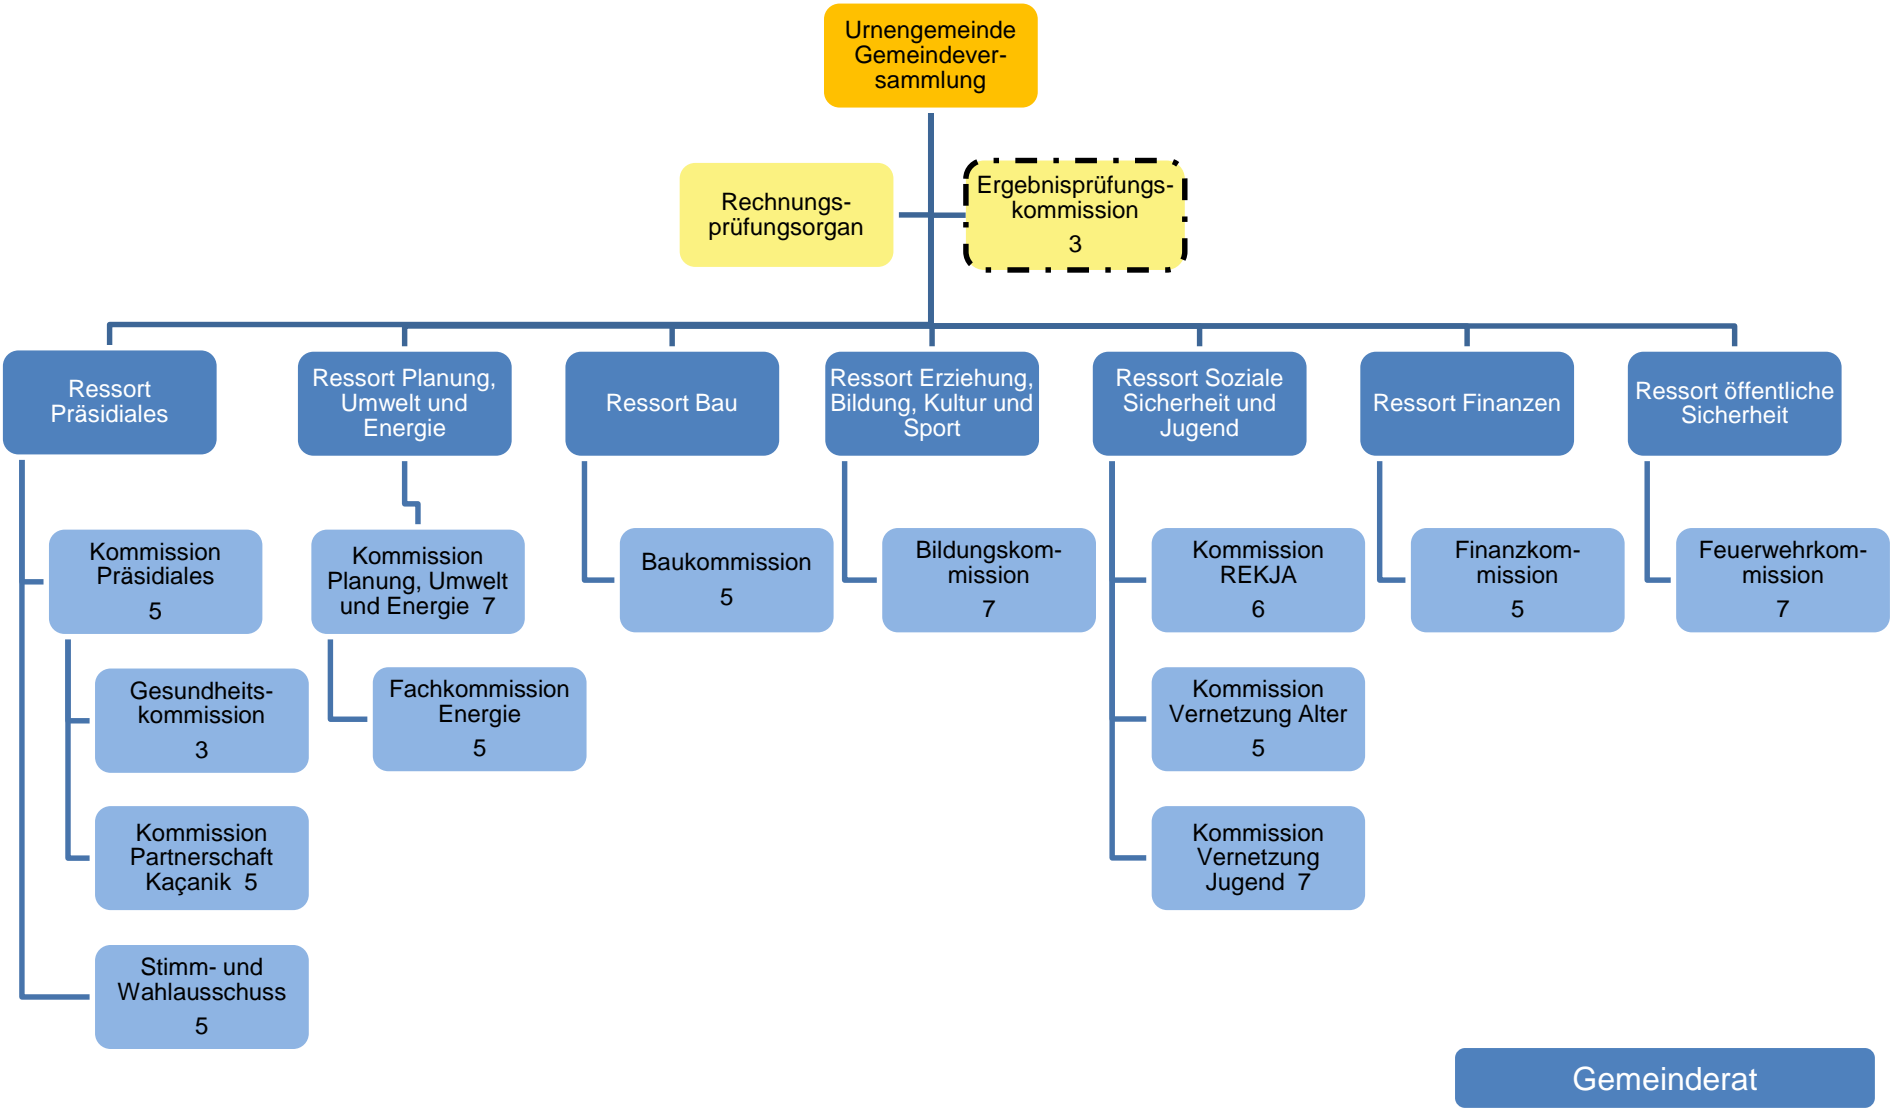 Urnengemeinde
Gemeindever-
sammlung
Rechnungs-
prüfungsorgan
Ergebnisprüfungs-
kommission
3
Ressort
Präsidiales
Ressort Planung,
Umwelt und
Energie
Ressort Bau
Ressort Erziehung,
Bildung, Kultur und
Sport
Ressort Soziale
Sicherheit und
Jugend
Ressort Finanzen
Ressort öffentliche
Sicherheit
Kommission
Präsidiales
5
Kommission
Planung, Umwelt
und Energie 7
Baukommission
5
Bildungskom-
mission
7
Kommission
REKJA
6
Finanzkom-
mission
5
Feuerwehrkom-
mission
7
Gesundheits-
kommission
3
Fachkommission
Energie
5
Kommission
Vernetzung Alter
5
Kommission
Partnerschaft
Kaçanik 5
Kommission
Vernetzung
Jugend 7
Stimm- und
Wahlausschuss
5
Gemeinderat